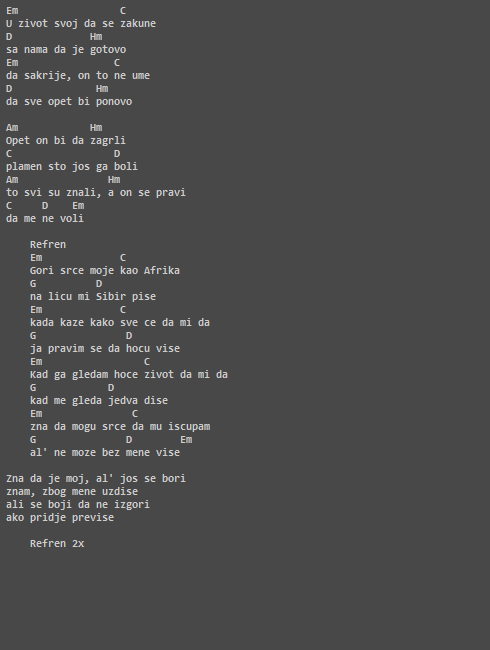 Em                 C
U zivot svoj da se zakune
D             Hm
sa nama da je gotovo
Em                C
da sakrije, on to ne ume
D              Hm
da sve opet bi ponovo

Am            Hm
Opet on bi da zagrli
C                 D
plamen sto jos ga boli
Am               Hm
to svi su znali, a on se pravi
C     D    Em
da me ne voli

    Refren
    Em             C
    Gori srce moje kao Afrika
    G          D
    na licu mi Sibir pise
    Em             C
    kada kaze kako sve ce da mi da
    G               D
    ja pravim se da hocu vise
    Em                 C
    Kad ga gledam hoce zivot da mi da
    G            D
    kad me gleda jedva dise
    Em               C
    zna da mogu srce da mu iscupam
    G               D        Em
    al' ne moze bez mene vise

Zna da je moj, al' jos se bori
znam, zbog mene uzdise
ali se boji da ne izgori
ako pridje previse

    Refren 2x